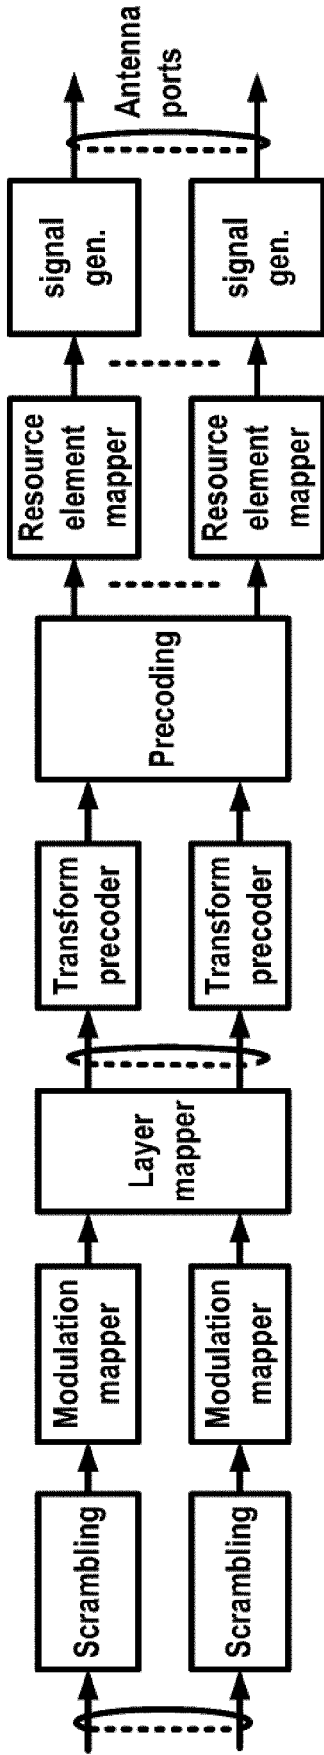 Scrambling
Modulation
mapper
Layer
mapper
Transform
precoder
Precoding
Resource
element
mapper
signal
gen.
Antenna
ports
Scrambling
Modulation
mapper
Transform
precoder
Resource
element
mapper
signal
gen.